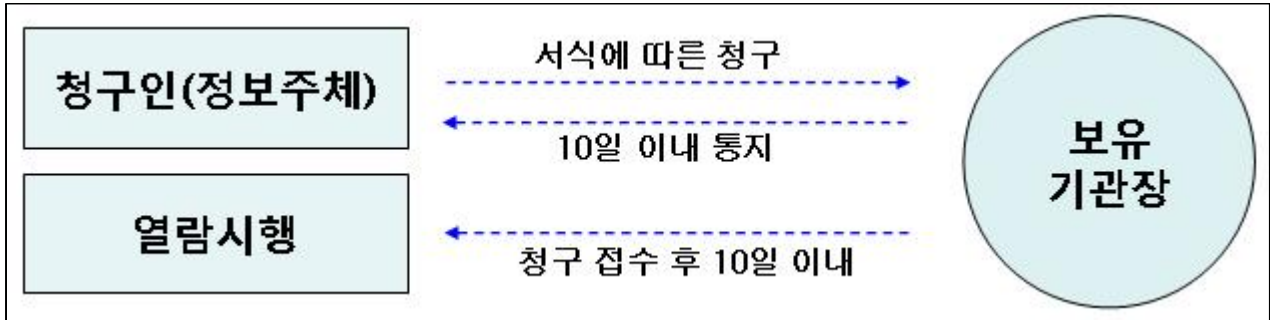 청구인(정보주체)
서식에 따른 청구
10일 이내 통지
보유
기관장
열람시행
청구 접수 후 10일 이내